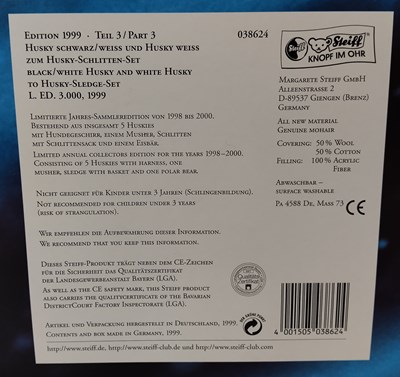 EDITION 1999 · TEIL 3/PART 3
038624
HUSKY SCHWARZ/WEISS UND HUSKY WEISS
ZUM HUSKY-SCHLITTEN-SET
BLACK/WHITE HUSKY AND WHITE HUSKY
TO HUSKY-SLEDGE-SET
L. ED. 3.000, 1999
Steiff
Steiff
KNOPF IM OHR
MARGARETE STEIFF GMBH
ALLEENSTRASSE 2
D-89537 GIENGEN (BRENZ)
GERMANY
LIMITIERTE JAHRES-SAMMLEREDITION VON 1998 BIS 2000.
BESTEHEND AUS INSGESAMT 5 HUSKIES
MIT HUNDEGESCHIRR, EINEM MUSHER, SCHLITTEN
MIT SCHLITTENSACK UND EINEM EISBÄR.
LIMITED ANNUAL COLLECTORS EDITION FOR THE YEARS 1998–2000.
CONSISTING OF 5 HUSKIES WITH HARNESS, ONE
MUSHER, SLEDGE WITH BASKET AND ONE POLAR BEAR.
ALL NEW MATERIAL
GENUINE MOHAIR
COVERING: 50 % WOOL
50 % COTTON
FILLING: 100 % ACRYLIC
FIBER
NICHT GEEIGNET FÜR KINDER UNTER 3 JAHREN (SCHLINGENBILDUNG).
NOT RECOMMENDED FOR CHILDREN UNDER 3 YEARS
(RISK OF STRANGULATION).
ABWASCHBAR –
SURFACE WASHABLE
PA 4588 DE, MASS 73 CE
WIR EMPFEHLEN DIE AUFBEWAHRUNG DIESER INFORMATION.
WE RECOMMEND THAT YOU KEEP THIS INFORMATION.
DIESES STEIFF-PRODUKT TRÄGT NEBEN DEM CE-ZEICHEN
FÜR DIE SICHERHEIT DAS QUALITÄTSZERTIFIKAT
DER LANDESGEWERBEANSTALT BAYERN (LGA).
AS WELL AS THE CE SAFETY MARK, THIS STEIFF PRODUCT
ALSO CARRIES THE QUALITYCERTIFICATE OF THE BAVARIAN
DISTRICTCOURT FACTORY INSPECTORATE (LGA).
ARTIKEL UND VERPACKUNG HERGESTELLT IN DEUTSCHLAND, 1999.
CONTENTS AND BOX MADE IN GERMANY, 1999.
DER GRÜNE PUNKT
4 001505 038624
http://www.steiff.de, http://www.steiff-club.de und http://www.steiff-club.com